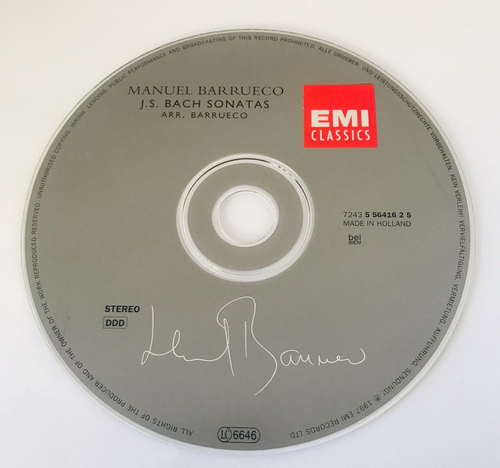 MANUEL BARRUECO
J.S. BACH SONATAS
ARR. BARRUECO
EMI
CLASSICS
7243 5 56416 2 5
MADE IN HOLLAND
bel
BIEM
STEREO
DDD
LC 6646
ALL RIGHTS OF THE PRODUCER AND OF THE OWNER OF THE WORK REPRODUCED RESERVED. UNAUTHORISED COPYING, HIRING, LENDING, PUBLIC PERFORMANCE AND BROADCASTING OF THIS RECORD PROHIBITED. ALLE URHEBER- UND LEISTUNGSSCHUTZRECHTE VORBEHALTEN. KEIN VERLEIH! VERVIELFÄLTIGUNG, VERMIETUNG, AUFFÜHRUNG, SENDUNG! ℗ 1997 EMI RECORDS LTD